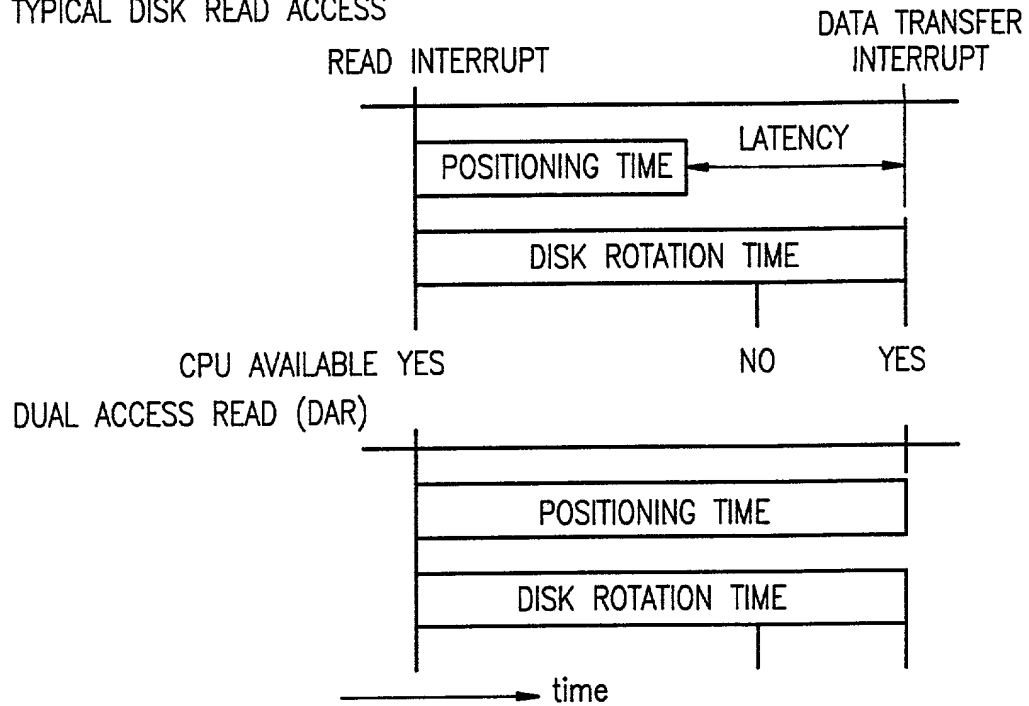 TYPICAL DISK READ ACCESS
DATA TRANSFER
INTERRUPT
READ INTERRUPT
LATENCY
POSITIONING TIME
DISK ROTATION TIME
CPU AVAILABLE YES NO YES
DUAL ACCESS READ (DAR)
POSITIONING TIME
DISK ROTATION TIME
time